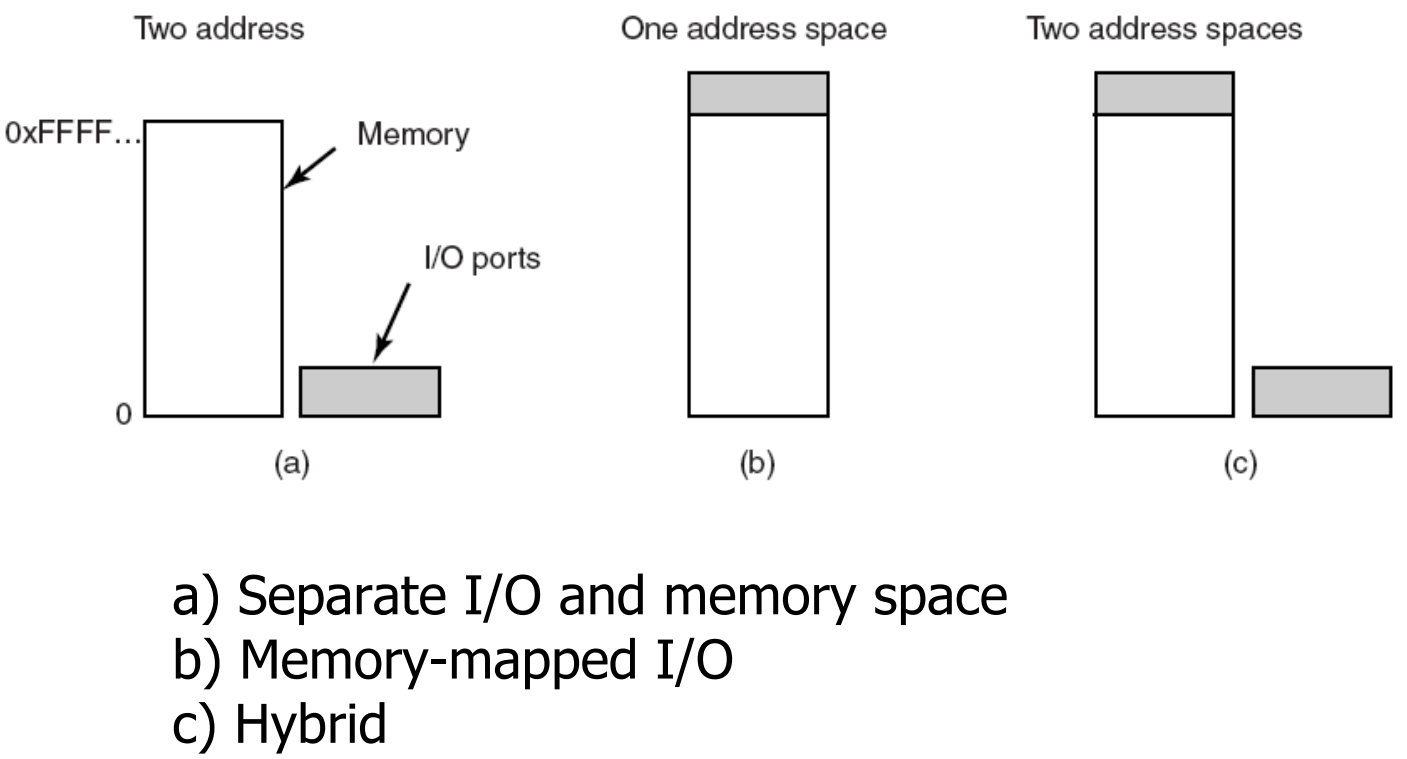 Two address
One address space
Two address spaces
0xFFFF...
Memory
I/O ports
0
(a)
(b)
(c)
a) Separate I/O and memory space
b) Memory-mapped I/O
c) Hybrid